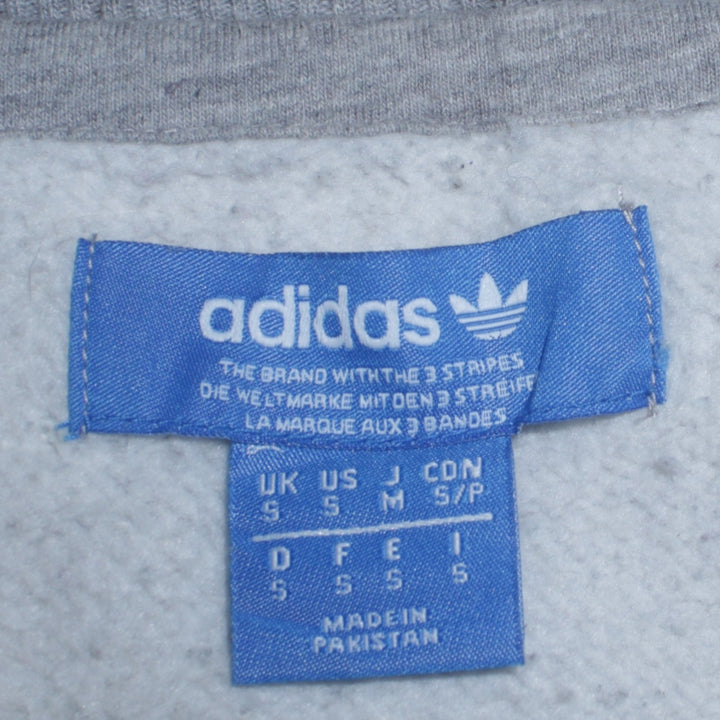 adidas
THE BRAND WITH THE 3 STRIPES
DIE WELTMARKE MIT DEN 3 STREIFE
LA MARQUE AUX 3 BANDES
UK US J CDN
S S M S/P
D F E I
S S S S
MADE IN
PAKISTAN